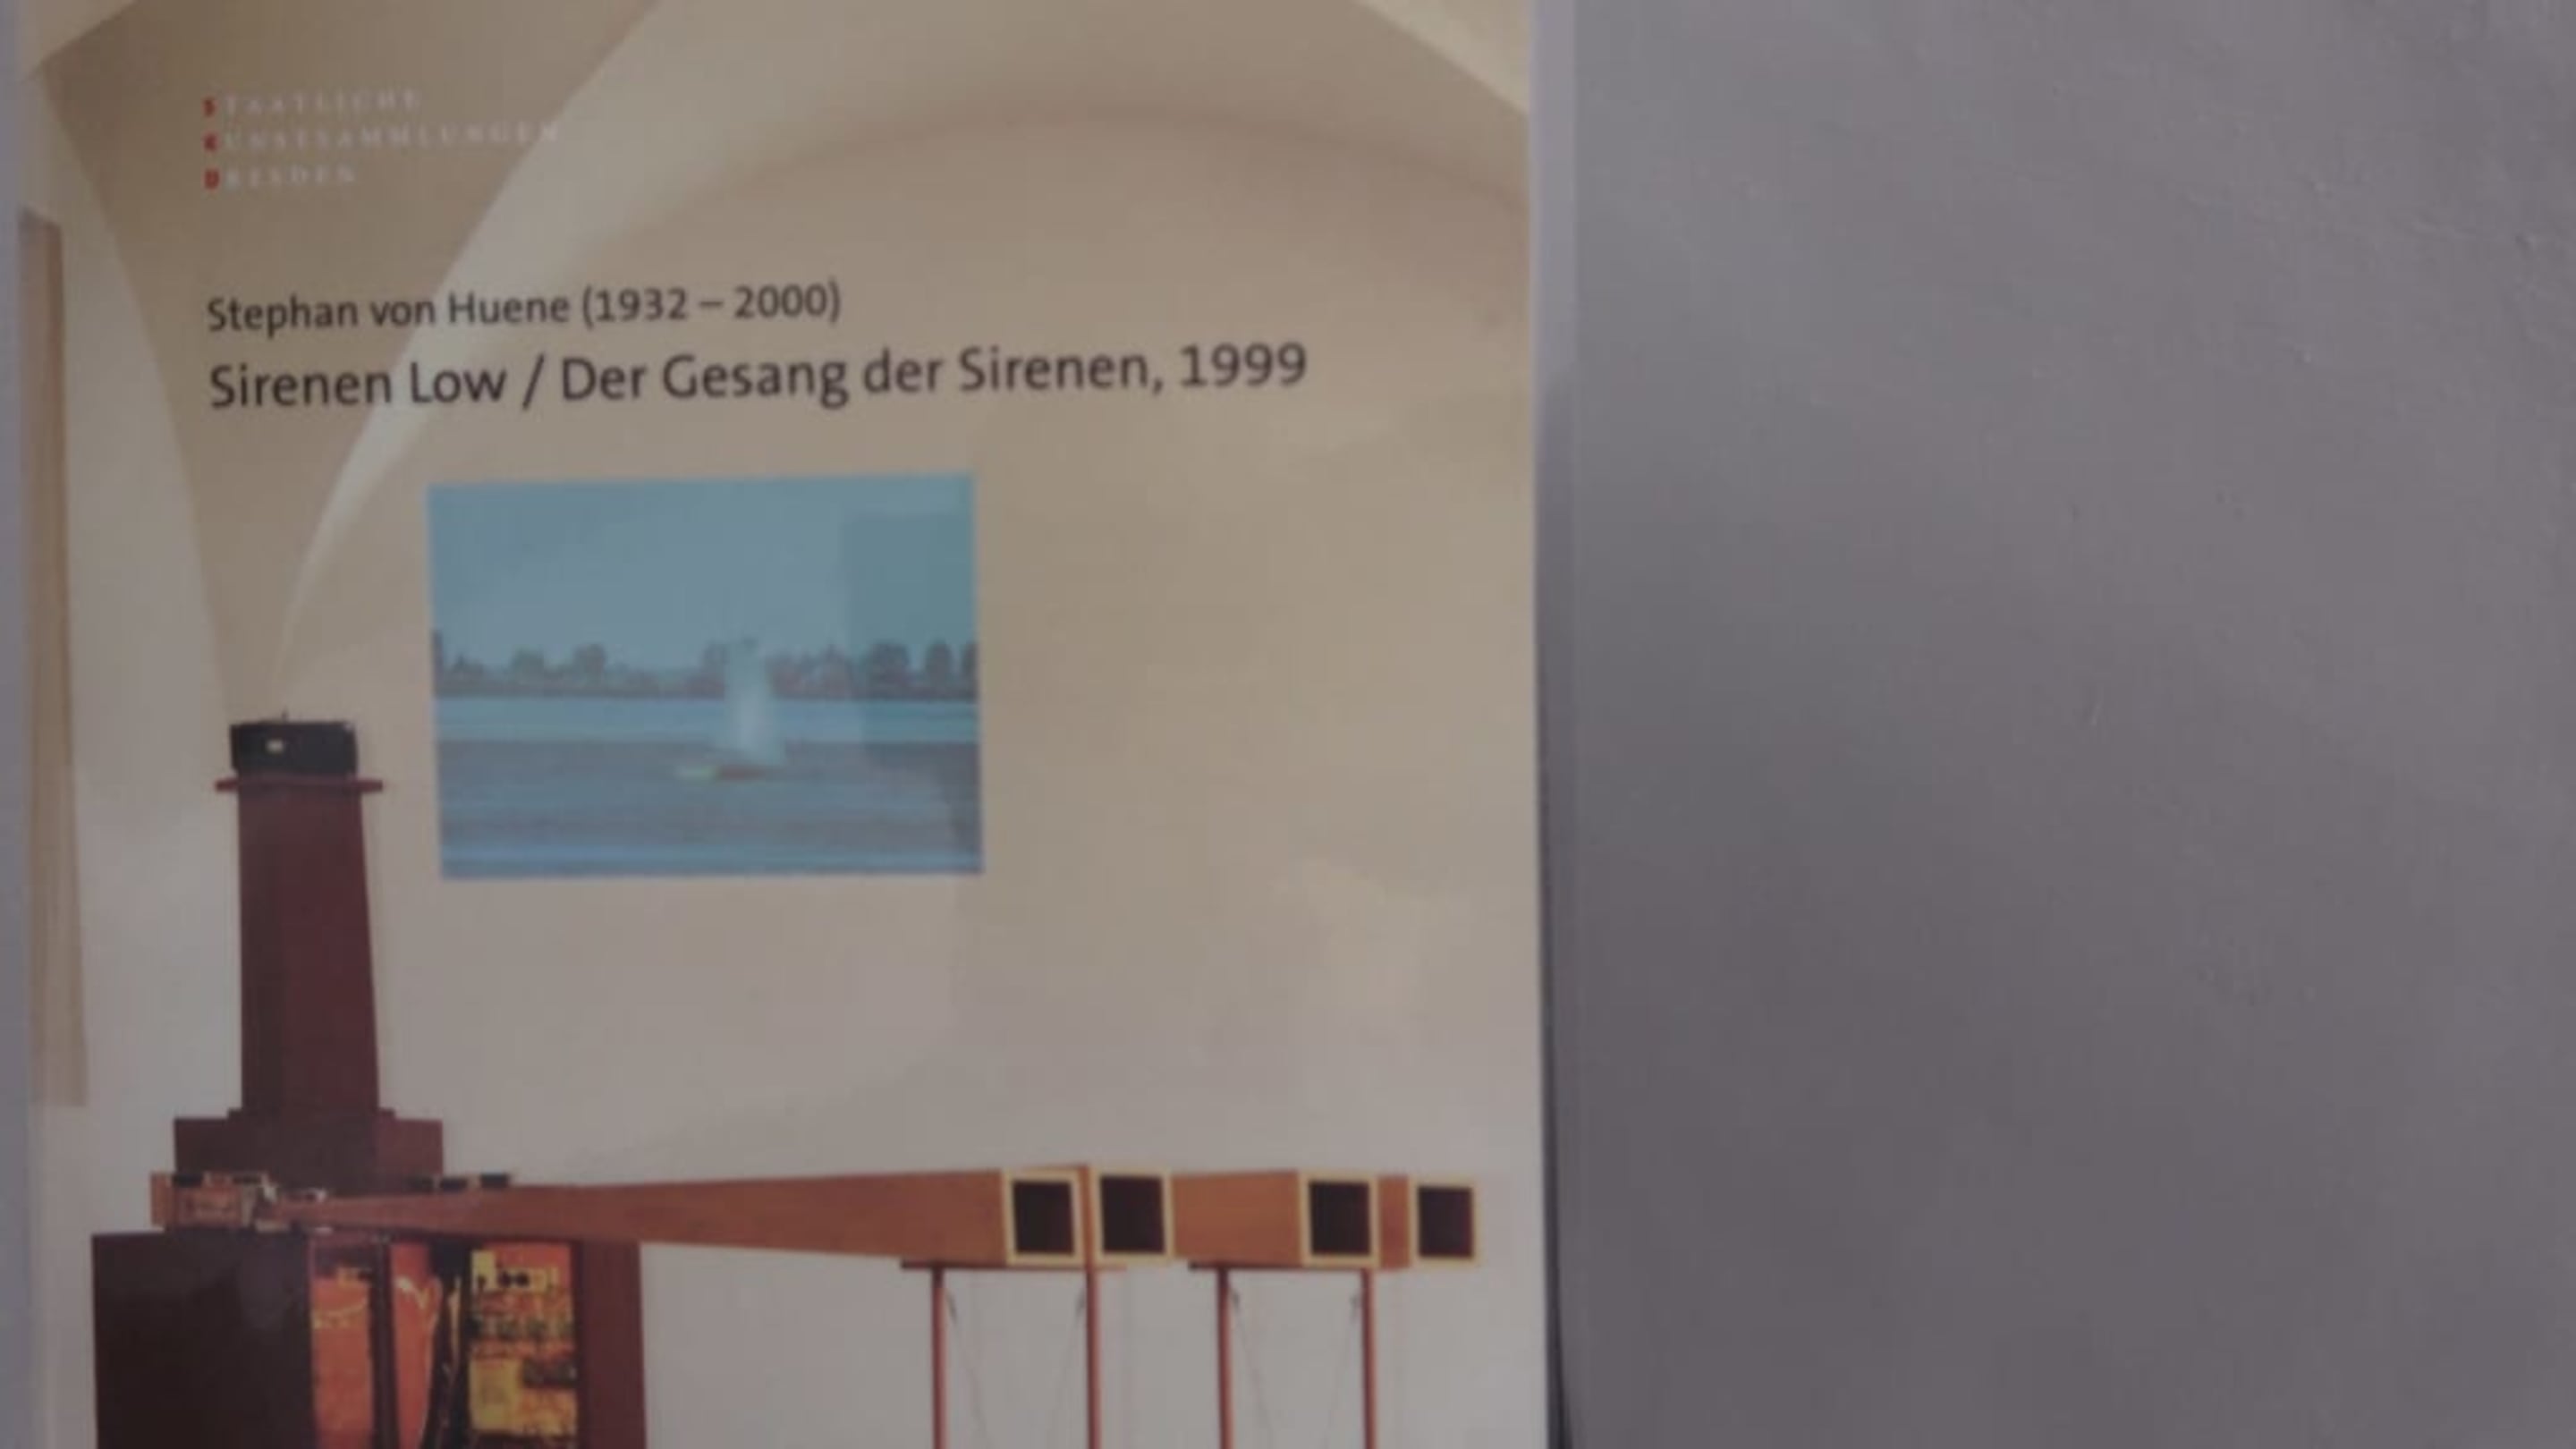 STAATLICHE
KUNSTSAMMLUNGEN
DRESDEN
Stephan von Huene (1932 – 2000)
Sirenen Low / Der Gesang der Sirenen, 1999